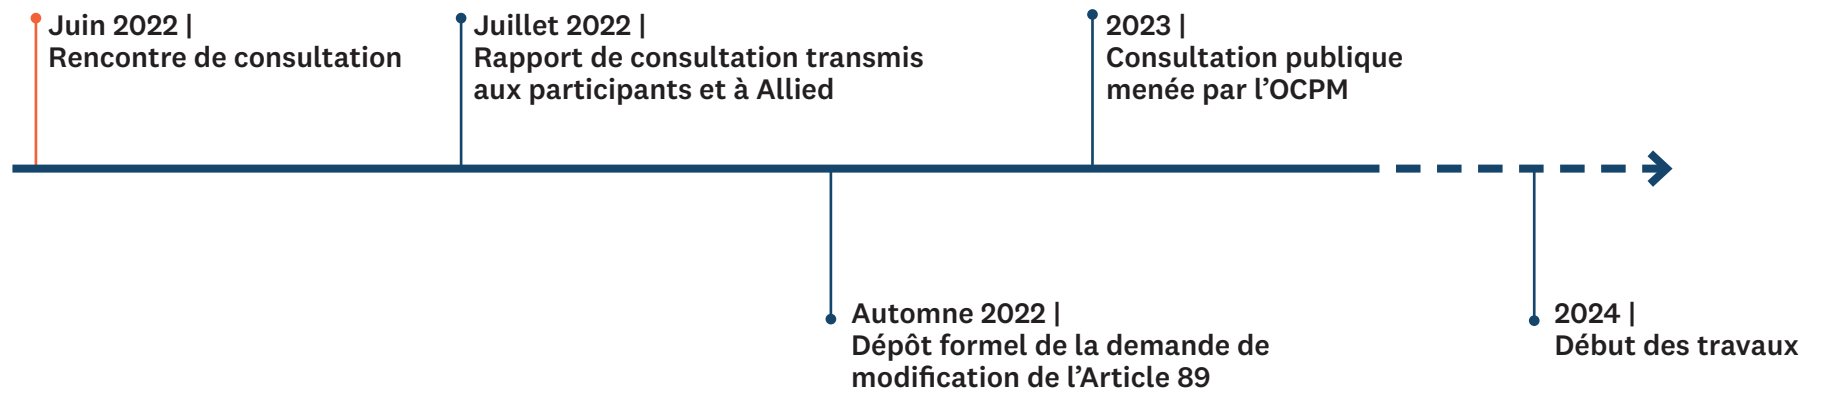 Juin 2022 |
Rencontre de consultation
Juillet 2022 |
Rapport de consultation transmis
aux participants et à Allied
Automne 2022 |
Dépôt formel de la demande de
modification de l’Article 89
2023 |
Consultation publique
menée par l’OCPM
2024 |
Début des travaux